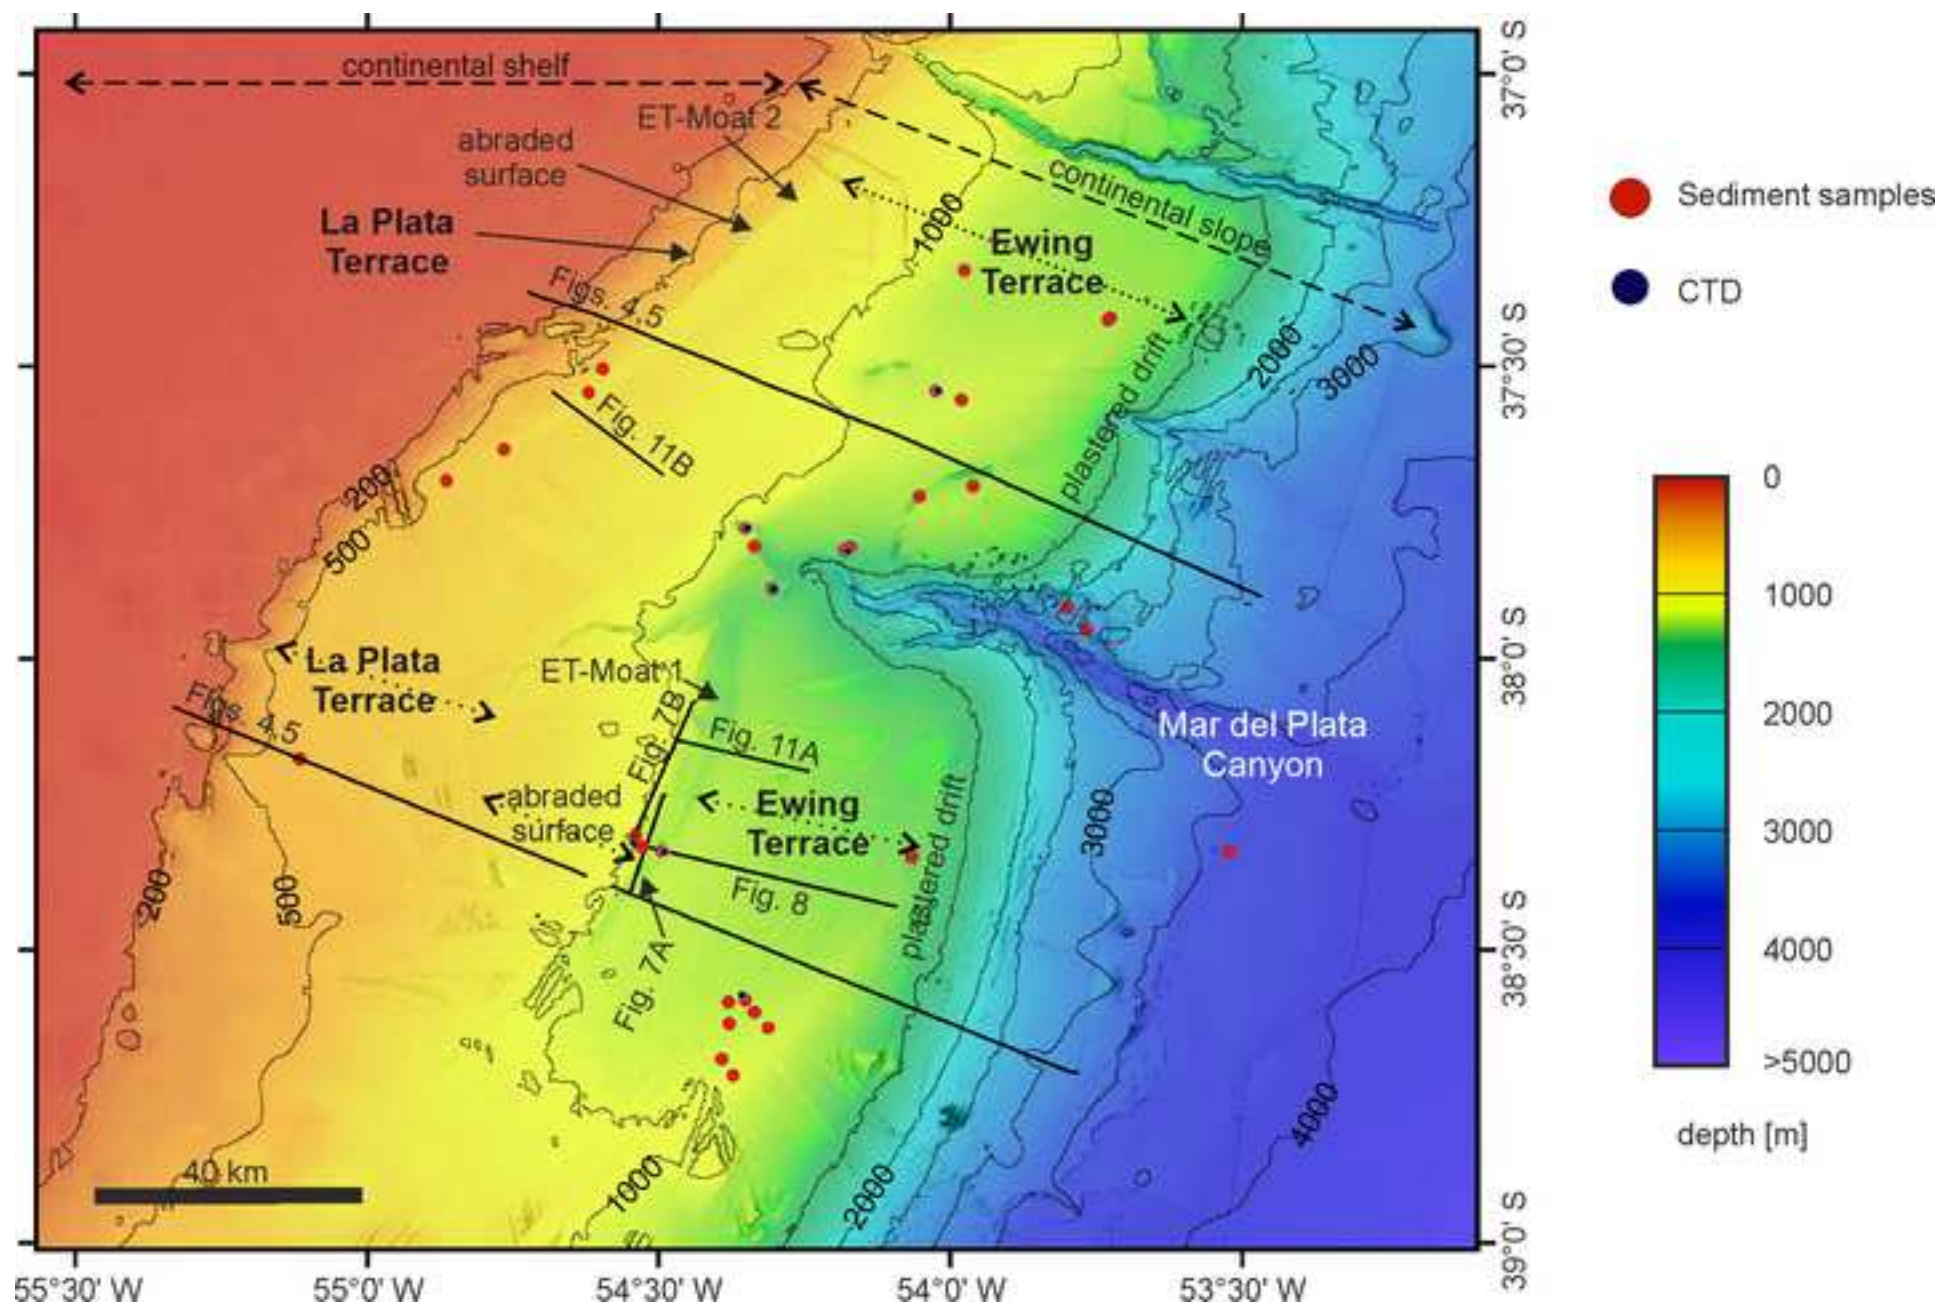 continental shelf
ET-Moat 2
abraded
surface
La Plata
Terrace
continental slope
1000
Ewing
Terrace
Figs. 4.5
plastered drift
2000
3000
Fig. 11B
200
500
La Plata
Terrace
ET-Moat 1
Figs. 4.5
Fig. 7B
Fig. 11A
Mar del Plata
Canyon
abraded
surface
Ewing
Terrace
plastered drift
3000
Fig. 8
200
500
Fig. 7A
40 km
1000
2000
4000
37°0' S
37°30' S
38°0' S
38°30' S
39°0' S
55°30' W
55°0' W
54°30' W
54°0' W
53°30' W
Sediment samples
CTD
0
1000
2000
3000
4000
>5000
depth [m]